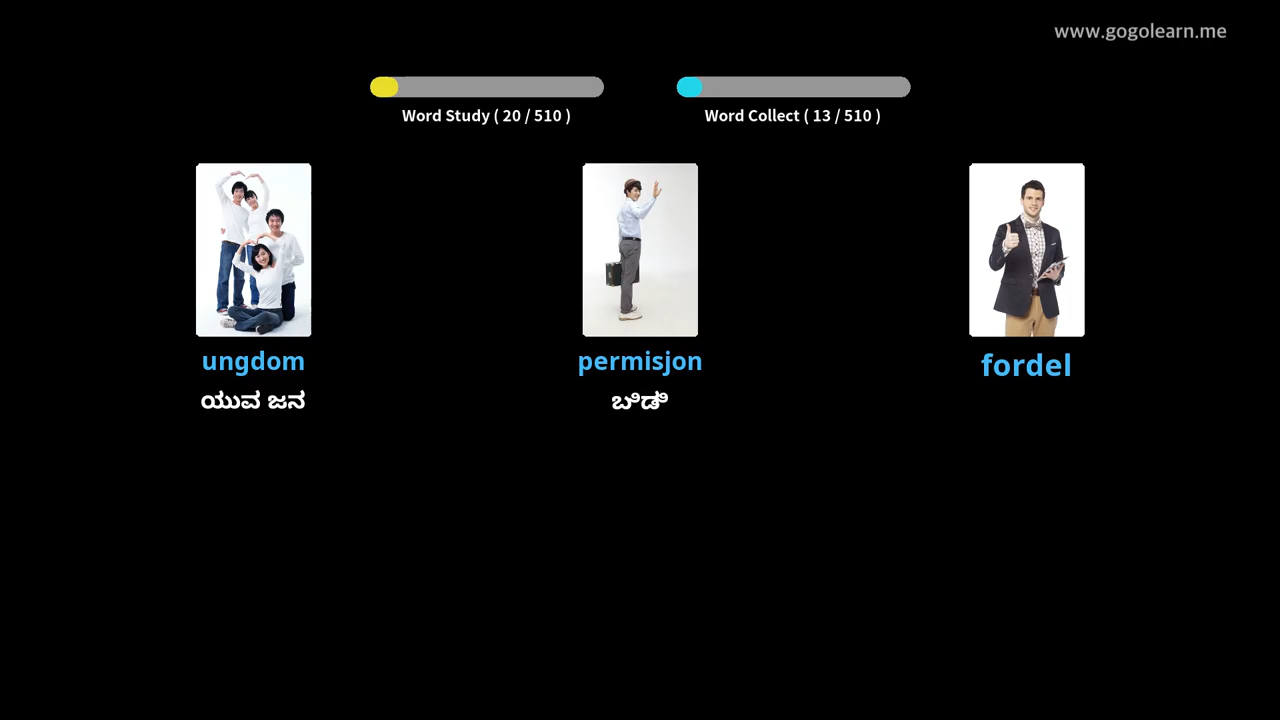 www.gogolearn.me
Word Study ( 20 / 510 )
Word Collect ( 13 / 510 )
ungdom
ಯುವ ಜನ
permisjon
ಬಿಡಿ
fordel